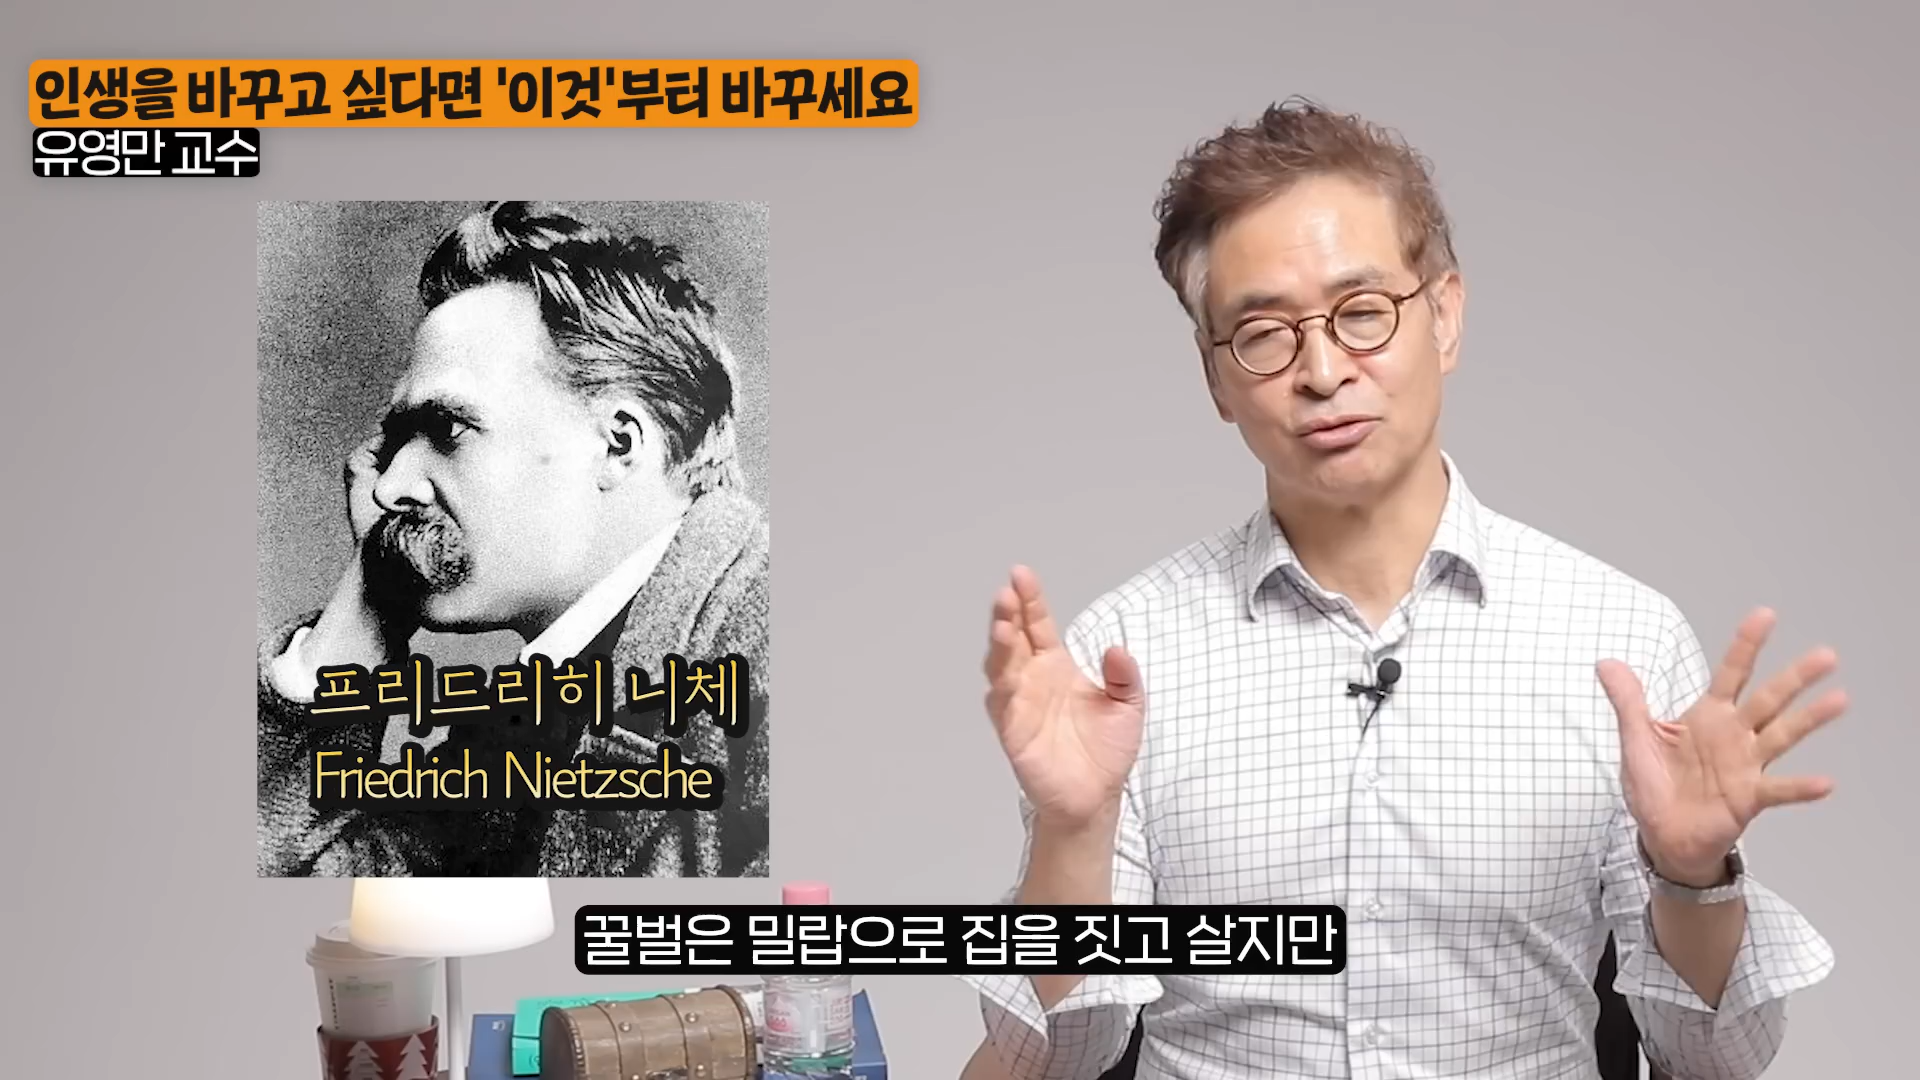 인생을 바꾸고 싶다면 '이것'부터 바꾸세요
유영만 교수
프리드리히 니체
Friedrich Nietzsche
꿀벌은 밀랍으로 집을 짓고 살지만